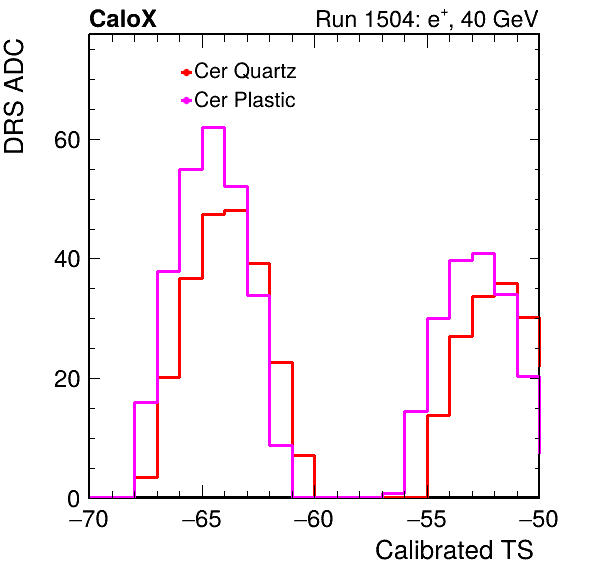 CaloX Run 1504: e⁺, 40 GeV
DRS ADC
Cer Quartz
Cer Plastic
60
40
20
0
−70 −65 −60 −55 −50
Calibrated TS